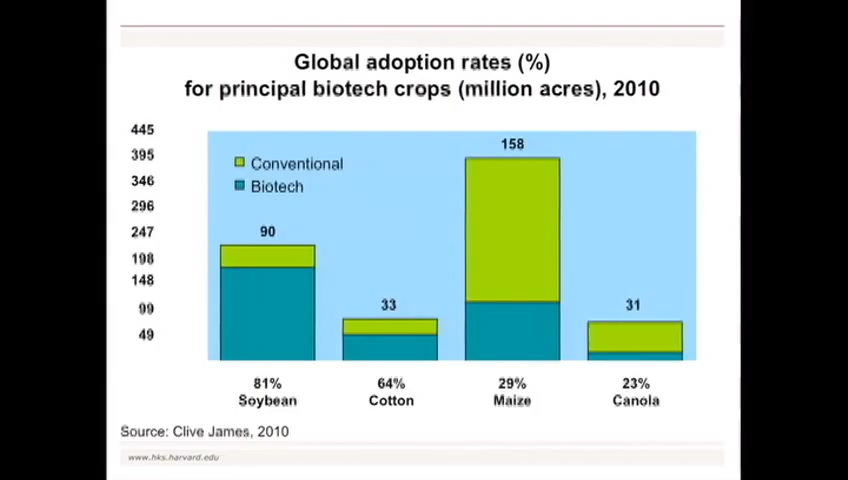 Global adoption rates (%)
for principal biotech crops (million acres), 2010
445
395
346
296
247
198
148
99
49
Conventional
Biotech
90
33
158
31
81%
Soybean
64%
Cotton
29%
Maize
23%
Canola
Source: Clive James, 2010
www.hks.harvard.edu